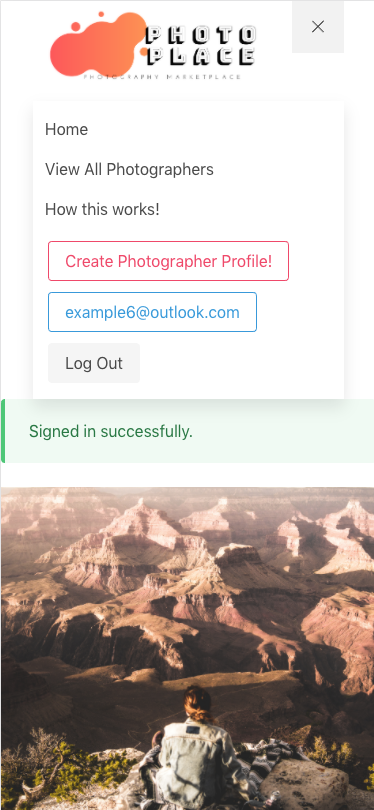 PHOTO
PLACE
PHOTOGRAPHY MARKETPLACE
Home
View All Photographers
How this works!
Create Photographer Profile!
example6@outlook.com
Log Out
Signed in successfully.